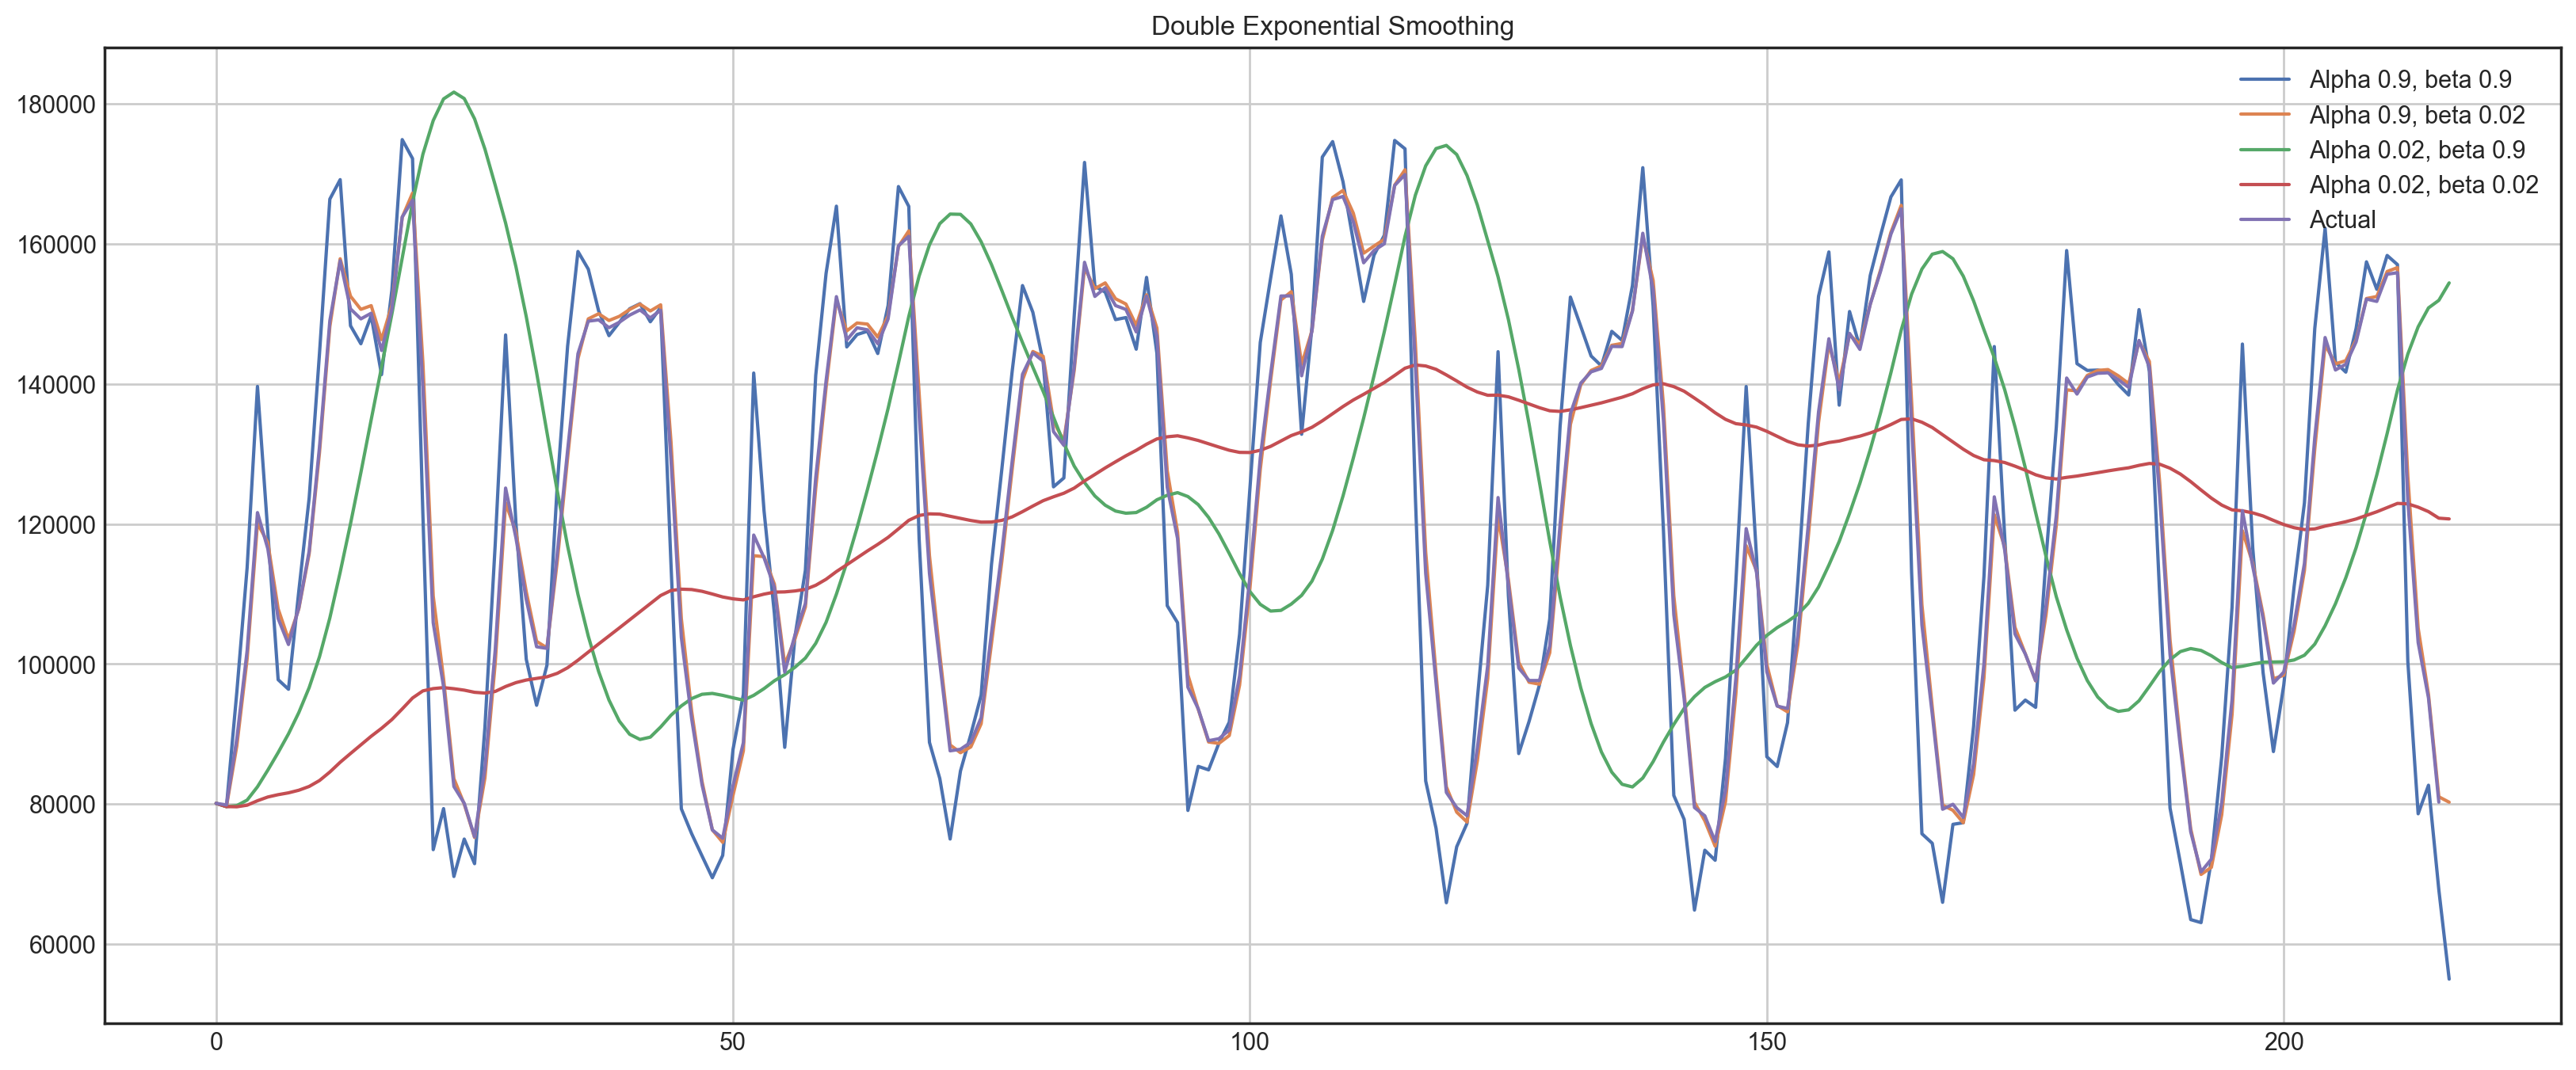 Double Exponential Smoothing
180000
160000
140000
120000
100000
80000
60000
0
50
100
150
200
Alpha 0.9, beta 0.9
Alpha 0.9, beta 0.02
Alpha 0.02, beta 0.9
Alpha 0.02, beta 0.02
Actual